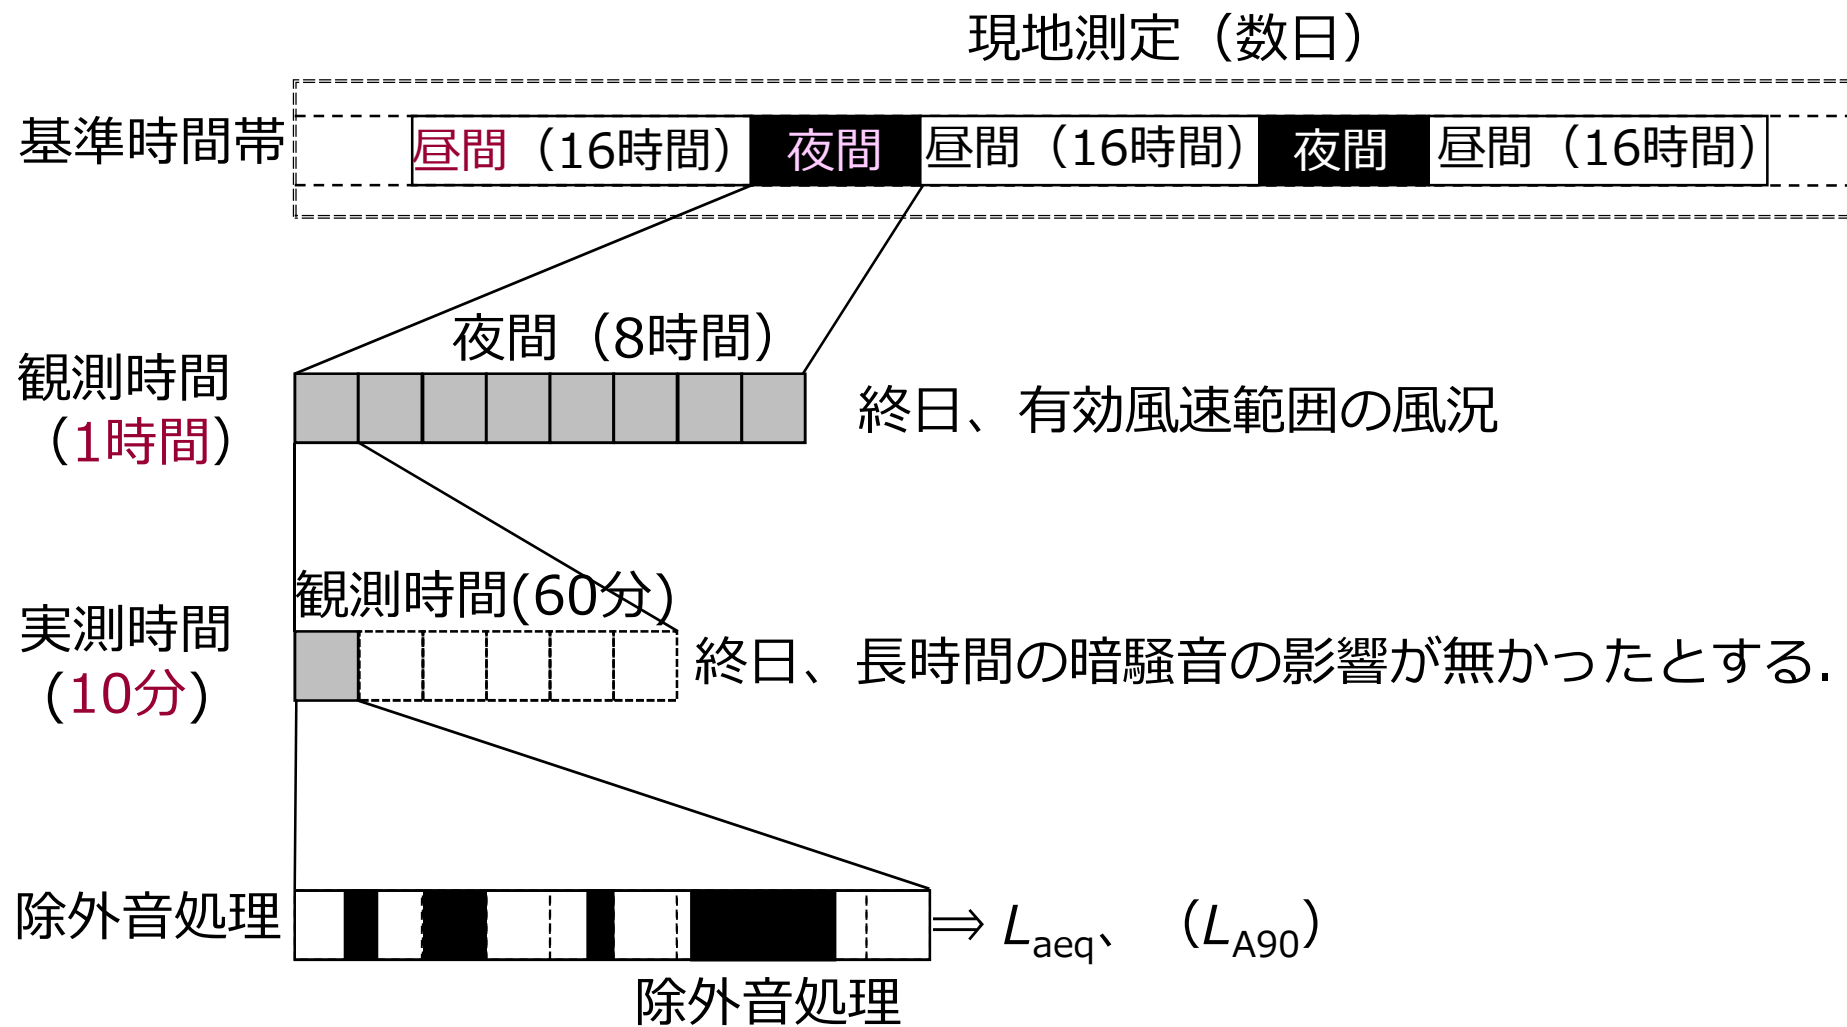 現地測定（数日）
基準時間帯
昼間（16時間）
夜間
昼間（16時間）
夜間
昼間（16時間）
夜間（8時間）
観測時間
（1時間）
終日、有効風速範囲の風況
観測時間(60分)
実測時間
(10分)
終日、長時間の暗騒音の影響が無かったとする.
除外音処理
⇒ Laeq、（LA90）
除外音処理